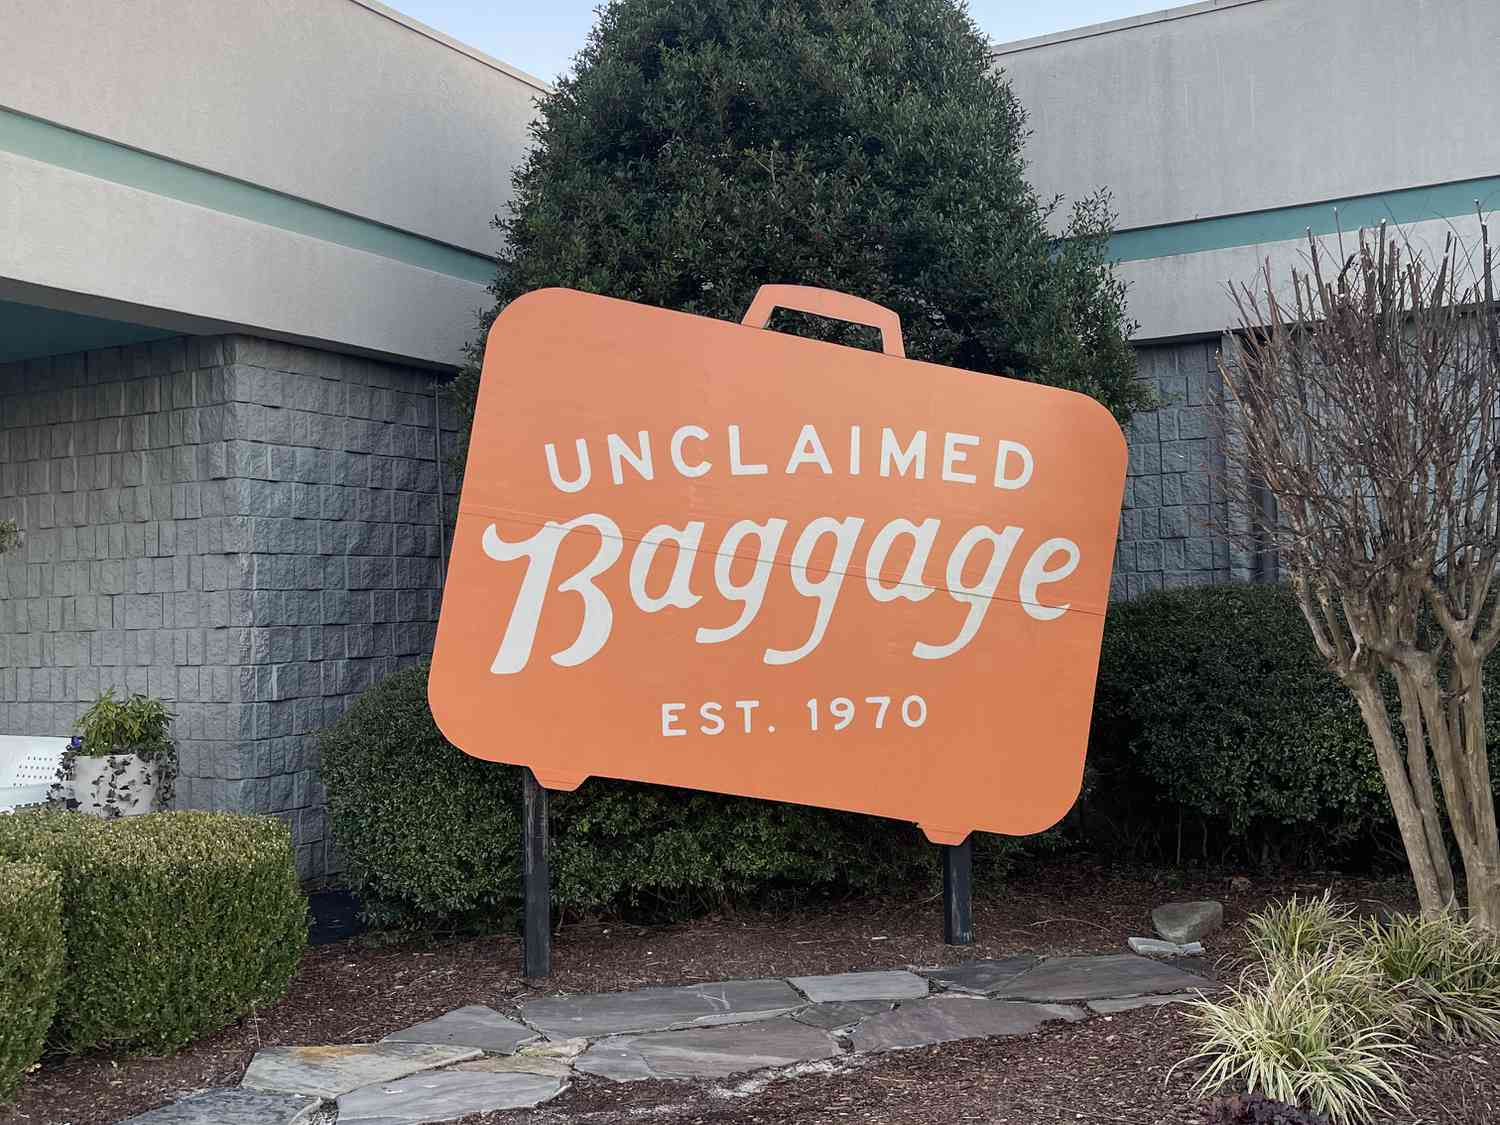 UNCLAIMED
Baggage
EST. 1970